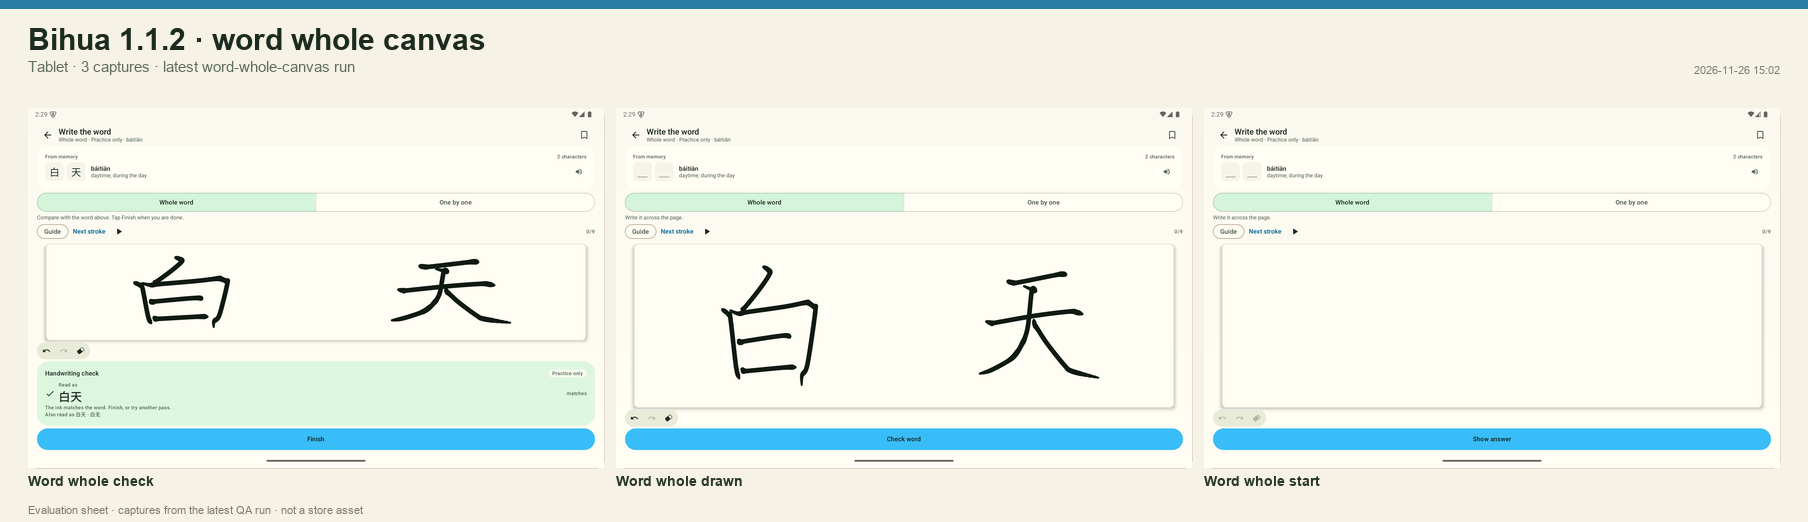 Bihua 1.1.2 · word whole canvas
Tablet · 3 captures · latest word-whole-canvas run
2026-11-26 15:02
2:29
Write the word
Whole word · Practice only · báitiān
From memory
2 characters
白 天
báitiān
daytime; during the day
Whole word
One by one
Compare with the word above. Tap Finish when you are done.
Guide
Next stroke
0/9
白 天
Handwriting check
Practice only
Read as
白天
matches
The ink matches the word. Finish, or try another pass.
Also read as 白天 · 白无
Finish
Word whole check
2:29
Write the word
Whole word · Practice only · báitiān
From memory
2 characters
báitiān
daytime; during the day
Whole word
One by one
Write it across the page.
Guide
Next stroke
0/9
白 天
Check word
Word whole drawn
2:29
Write the word
Whole word · Practice only · báitiān
From memory
2 characters
báitiān
daytime; during the day
Whole word
One by one
Write it across the page.
Guide
Next stroke
0/9
Show answer
Word whole start
Evaluation sheet · captures from the latest QA run · not a store asset